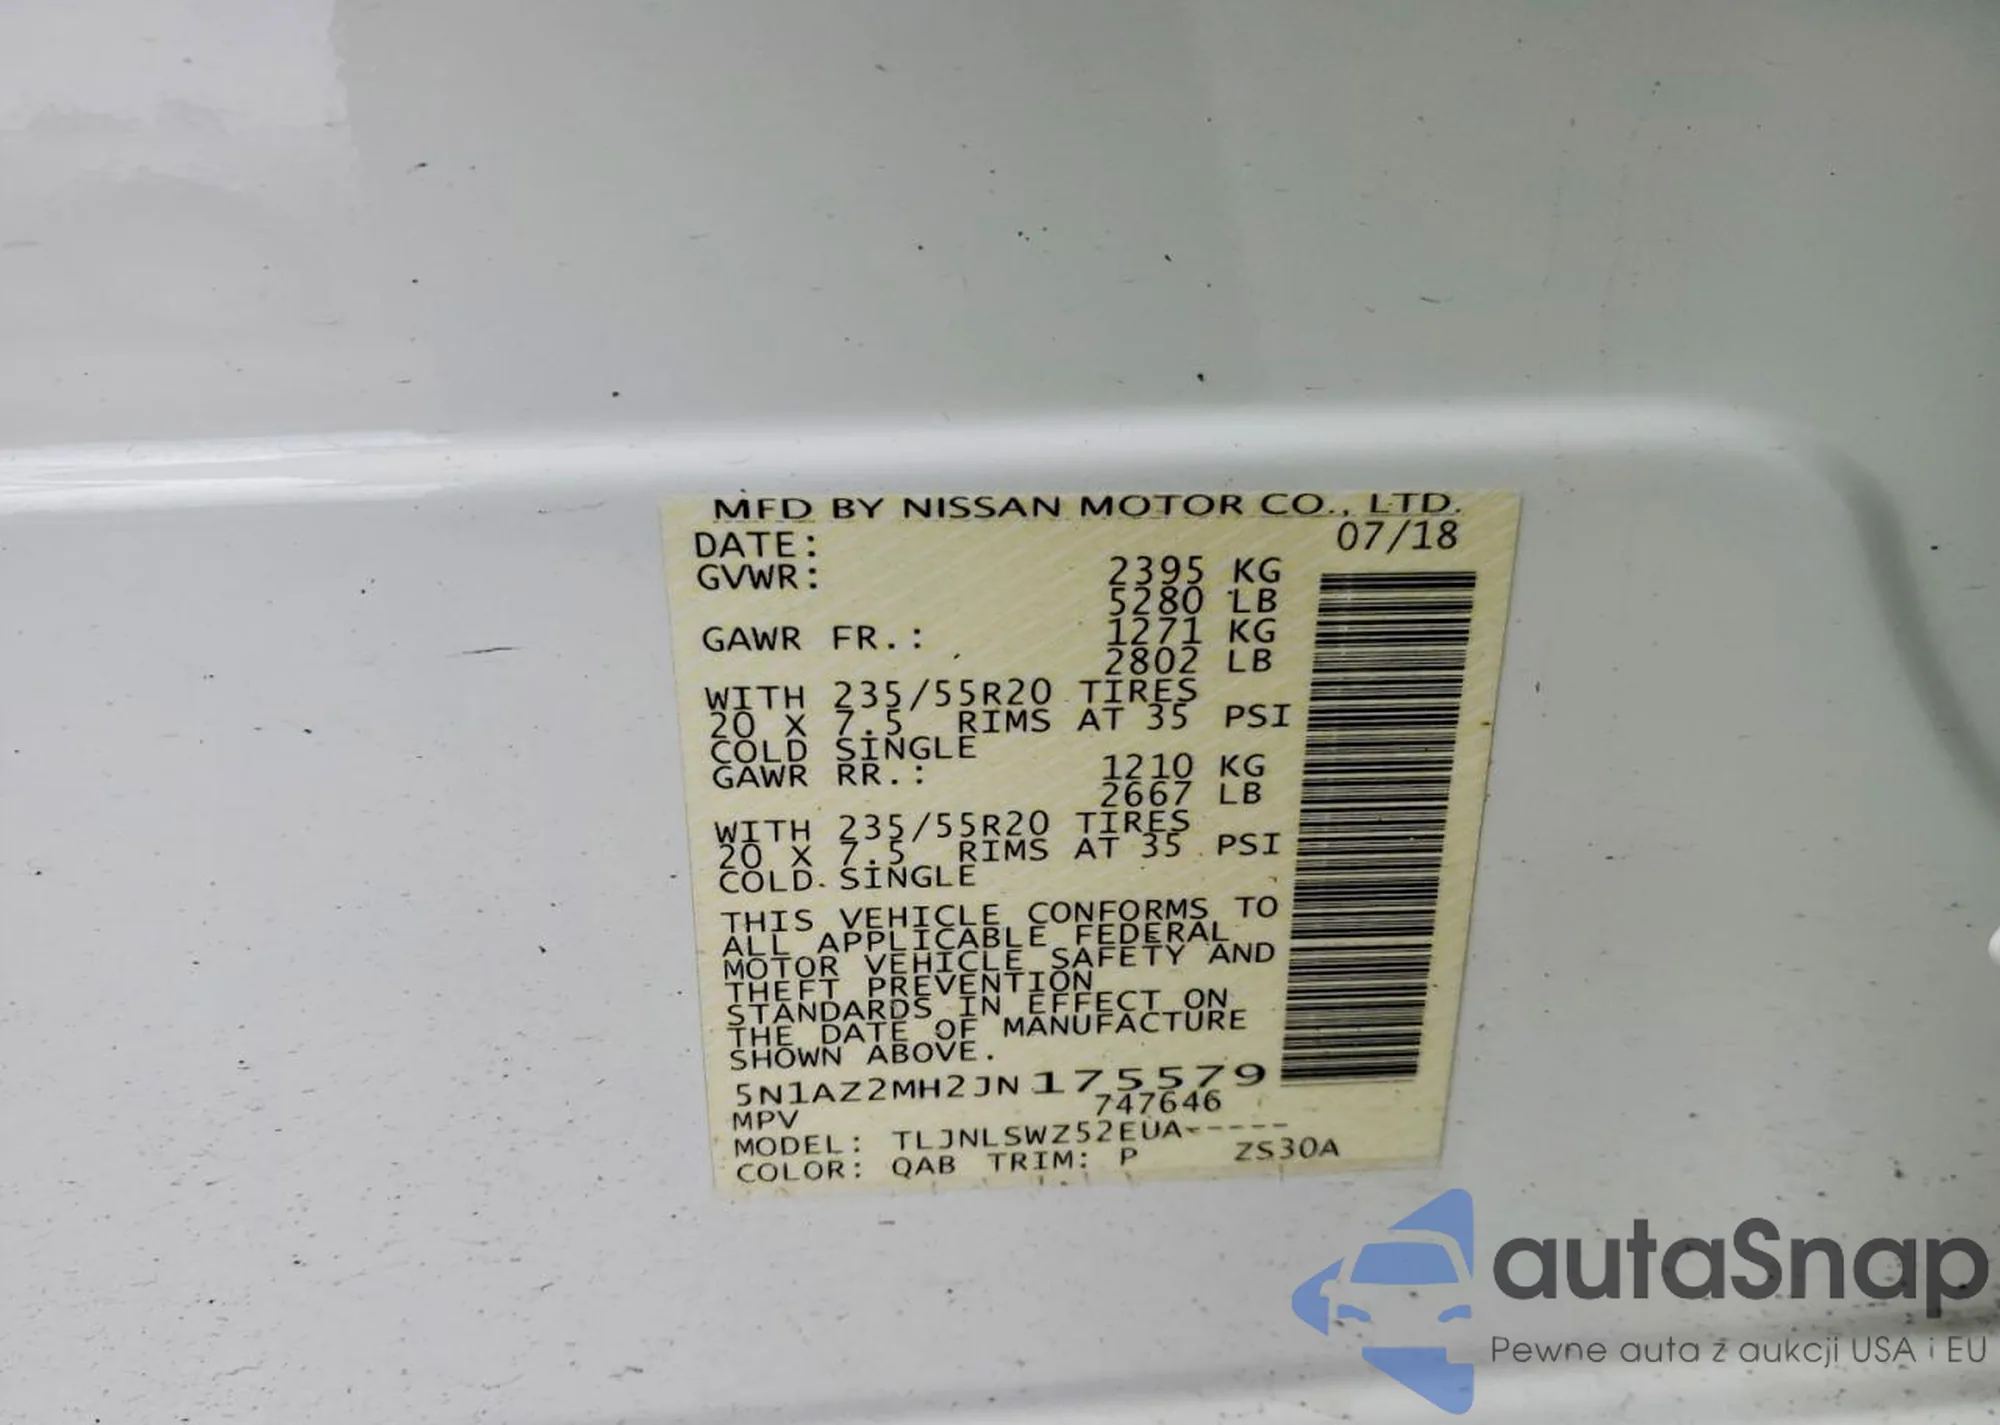 MFD BY NISSAN MOTOR CO., LTD.
DATE: 07/18
GVWR: 2395 KG
5280 LB
GAWR FR.: 1271 KG
2802 LB
WITH 235/55R20 TIRES
20 X 7.5 RIMS AT 35 PSI
COLD SINGLE
GAWR RR.: 1210 KG
2667 LB
WITH 235/55R20 TIRES
20 X 7.5 RIMS AT 35 PSI
COLD SINGLE
THIS VEHICLE CONFORMS TO
ALL APPLICABLE FEDERAL
MOTOR VEHICLE SAFETY AND
THEFT PREVENTION
STANDARDS IN EFFECT ON
THE DATE OF MANUFACTURE
SHOWN ABOVE.
5N1AZ2MH2JN175579
MPV 747646
MODEL: TLJNLSWZ52EUA-----
COLOR: QAB TRIM: P ZS30A
autaSnap
Pewne auta z aukcji USA i EU